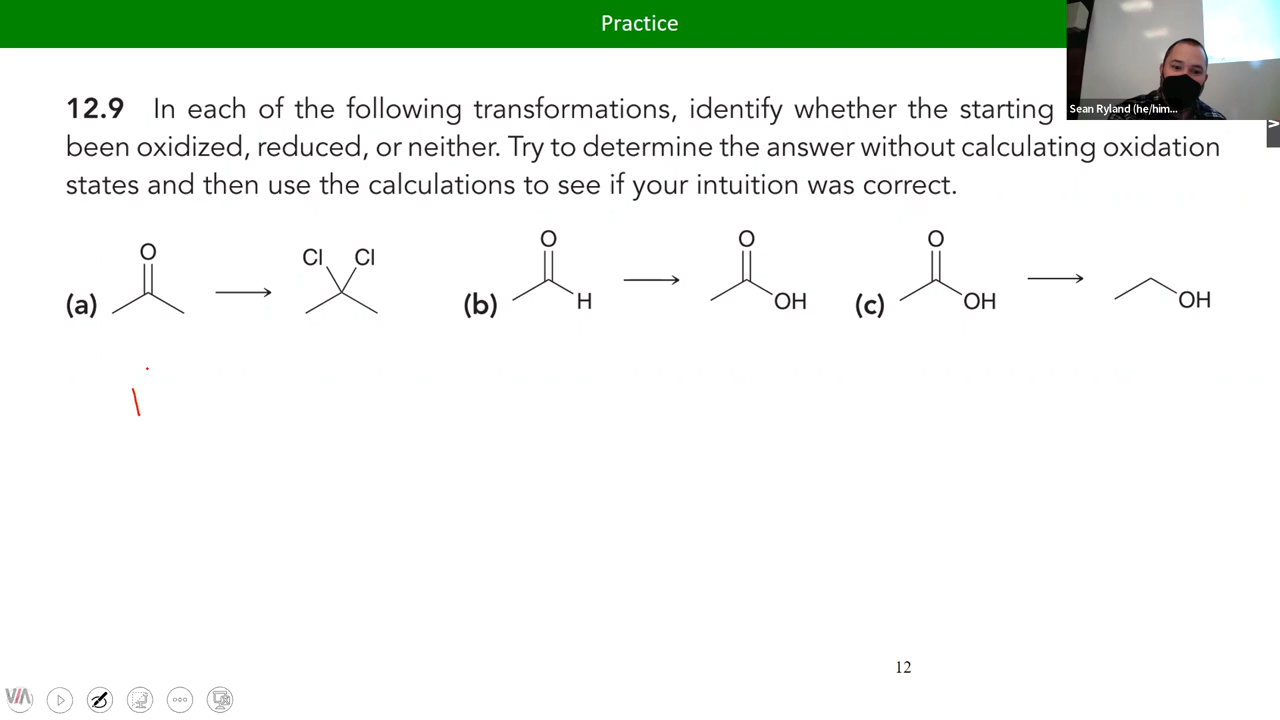 Practice
Sean Ryland (he/him...
12.9 In each of the following transformations, identify whether the starting
been oxidized, reduced, or neither. Try to determine the answer without calculating oxidation
states and then use the calculations to see if your intuition was correct.
(a) O Cl Cl
(b) O H O OH
(c) O OH OH
12
VIA